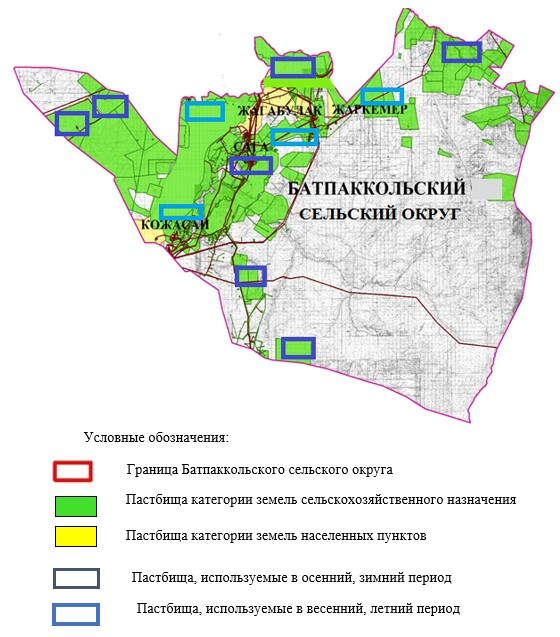 ЖАГАБУЛАК
ЖАРКЕМЕР
САГА
БАТПАККОЛЬСКИЙ
СЕЛЬСКИЙ ОКРУГ
КОЖАСАЙ
Условные обозначения:
Граница Батпаккольского сельского округа
Пастбища категории земель сельскохозяйственного назначения
Пастбища категории земель населенных пунктов
Пастбища, используемые в осенний, зимний период
Пастбища, используемые в весенний, летний период